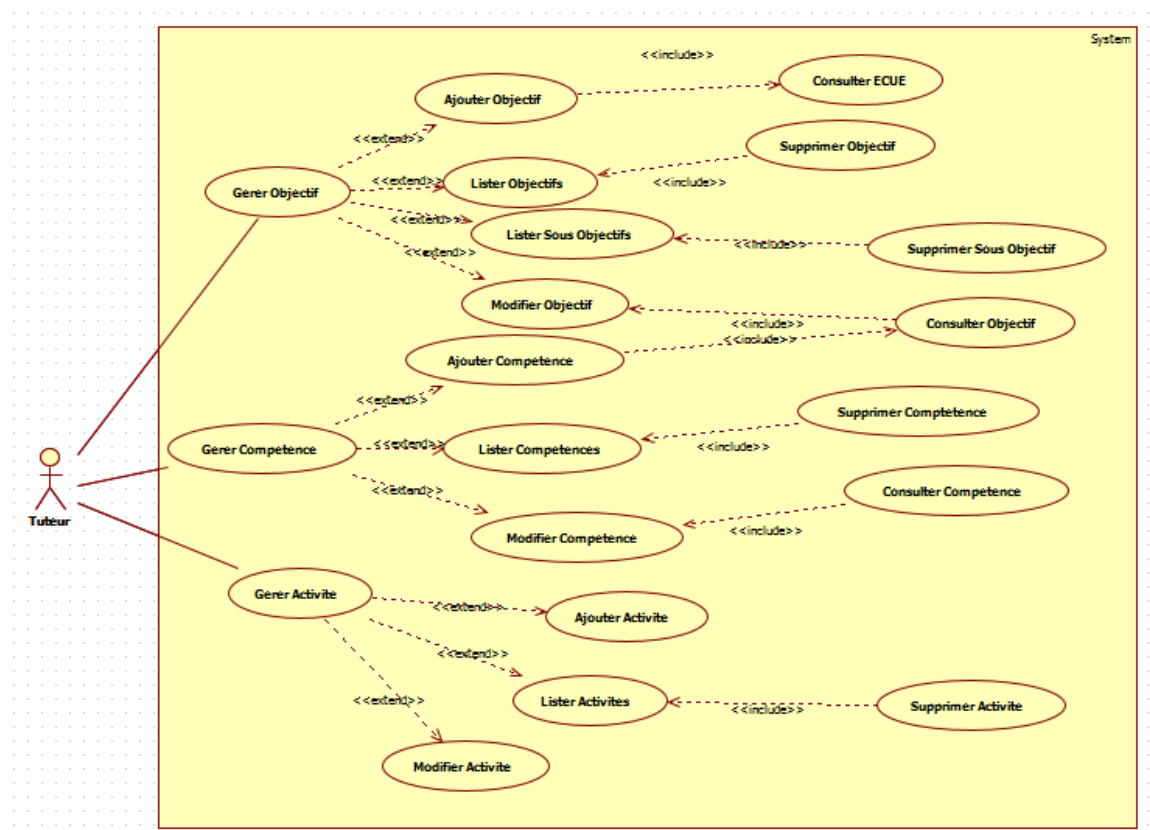 System
<<include>>
Consulter ECUE
Ajouter Objectif
<<extend>>
Supprimer Objectif
Lister Objectifs
<<include>>
<<extend>>
Gerer Objectif
<<extend>>
Lister Sous Objectifs
<<include>>
Supprimer Sous Objectif
<<extend>>
Modifier Objectif
<<include>>
Consulter Objectif
<<include>>
Ajouter Competence
<<extend>>
Supprimer Comptetence
Gerer Competence
<<extend>>
Lister Competences
<<include>>
<<extend>>
Consulter Competence
Tuteur
Modifier Competence
<<include>>
Gerer Activite
<<extend>>
Ajouter Activite
<<extend>>
<<extend>>
Lister Activites
<<include>>
Supprimer Activite
Modifier Activite